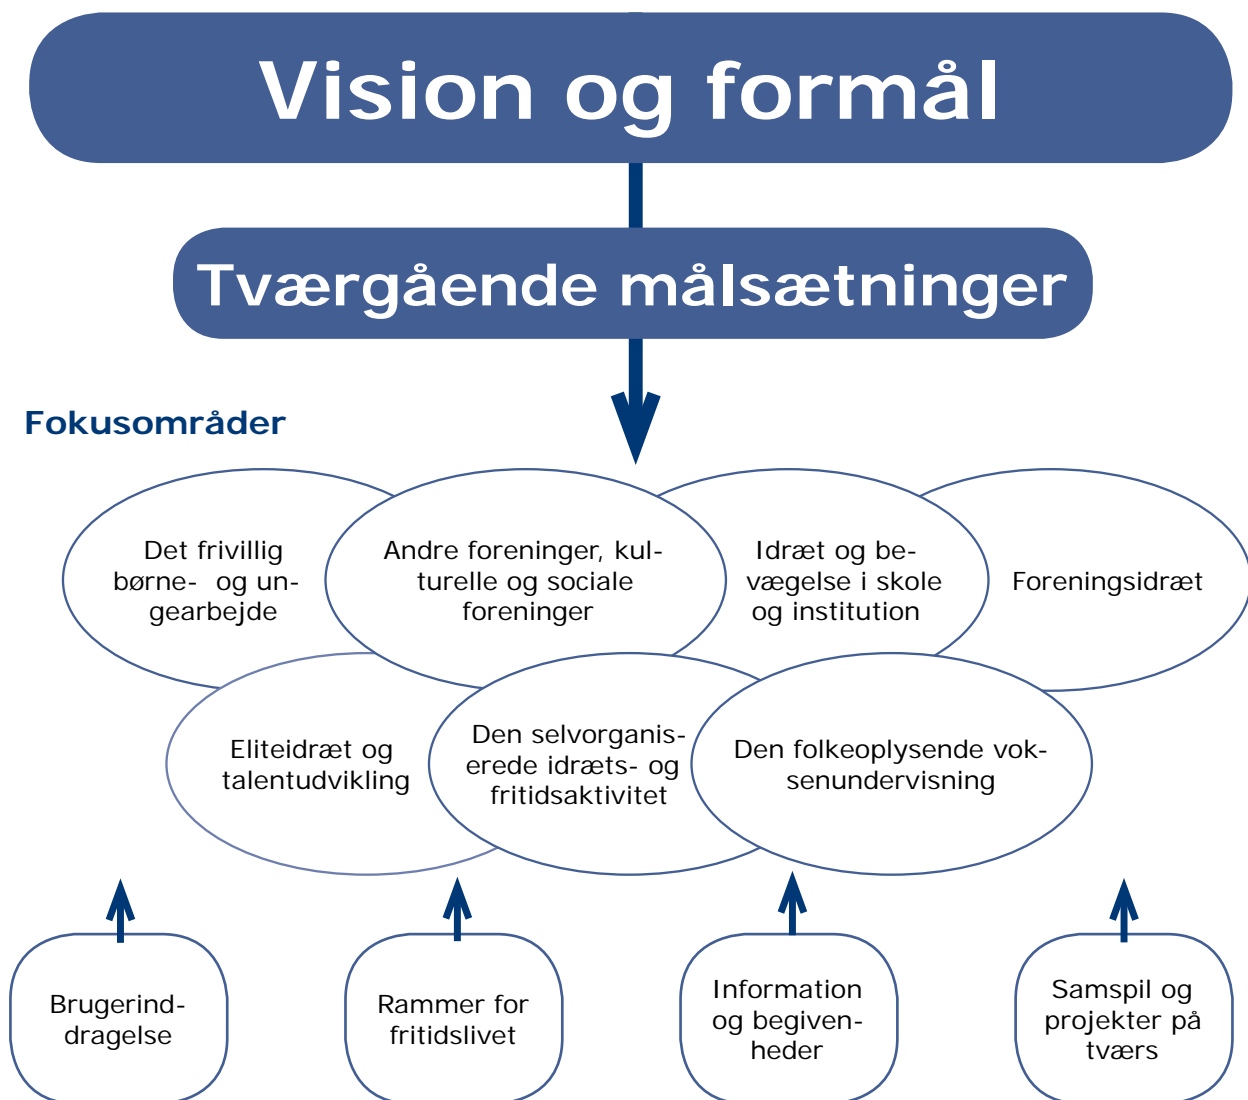 Vision og formål
Tværgående målsætninger
Fokusområder
Det frivillig
børne- og un-
gearbejde
Andre foreninger, kul-
turelle og sociale
foreninger
Idræt og be-
vægelse i skole
og institution
Foreningsidræt
Eliteidræt og
talentudvikling
Den selvorganis-
erede idræts- og
fritidsaktivitet
Den folkeoplysende vok-
senundervisning
Brugerind-
dragelse
Rammer for
fritidslivet
Information
og begiven-
heder
Samspil og
projekter på
tværs